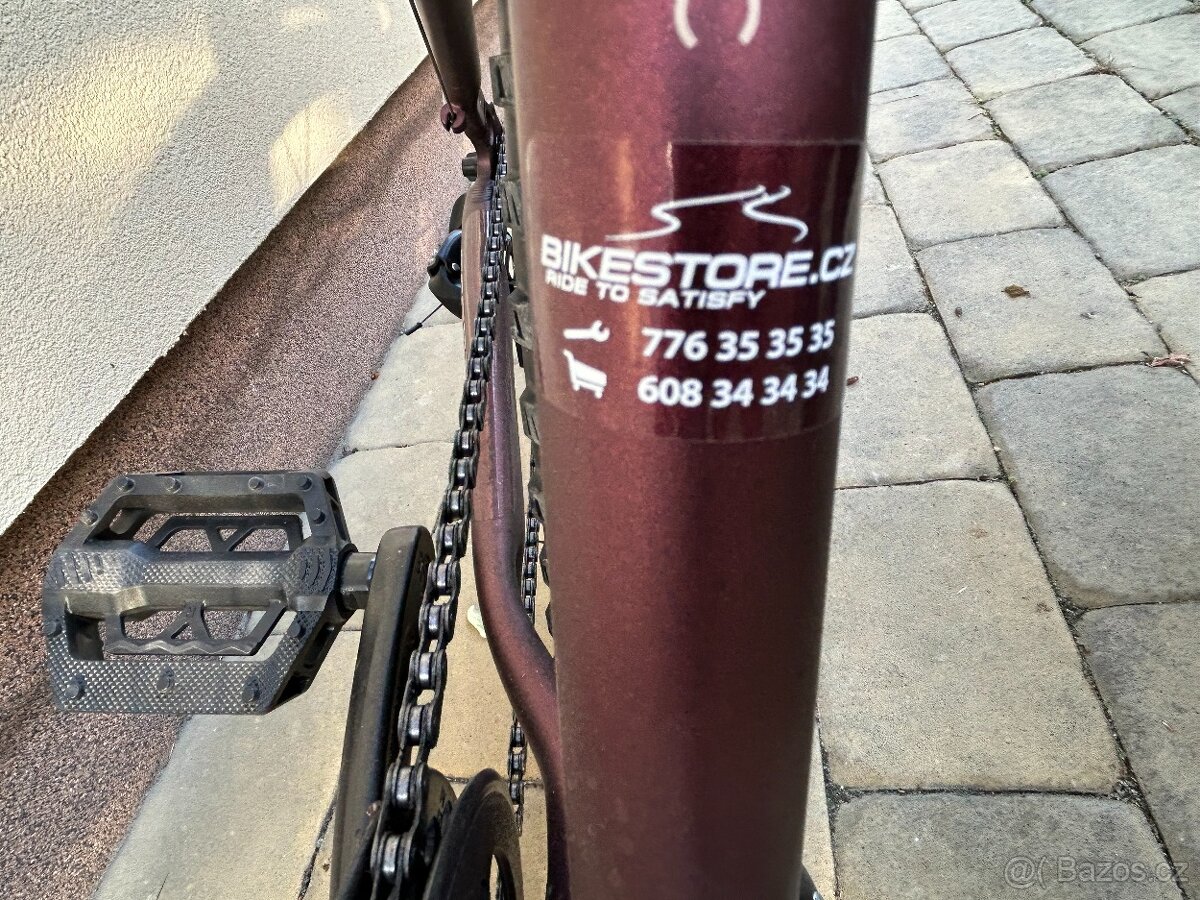 BIKESTORE.CZ
RIDE TO SATISFY
776 35 35 35
608 34 34 34
@( Bazos.cz